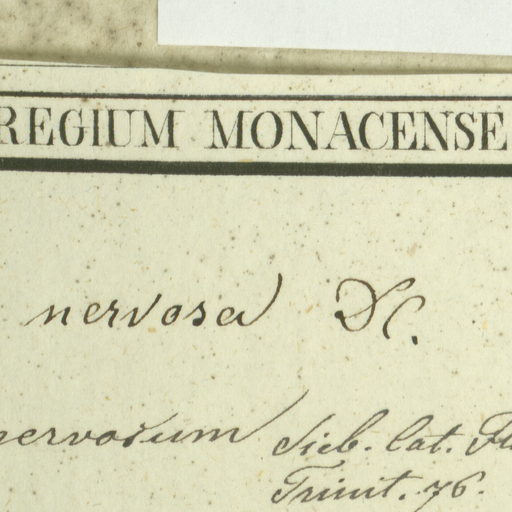 REGIUM MONACENSE
nervosa DC.
nervosum Sieb. Cat. Fl
Trinit. 76.